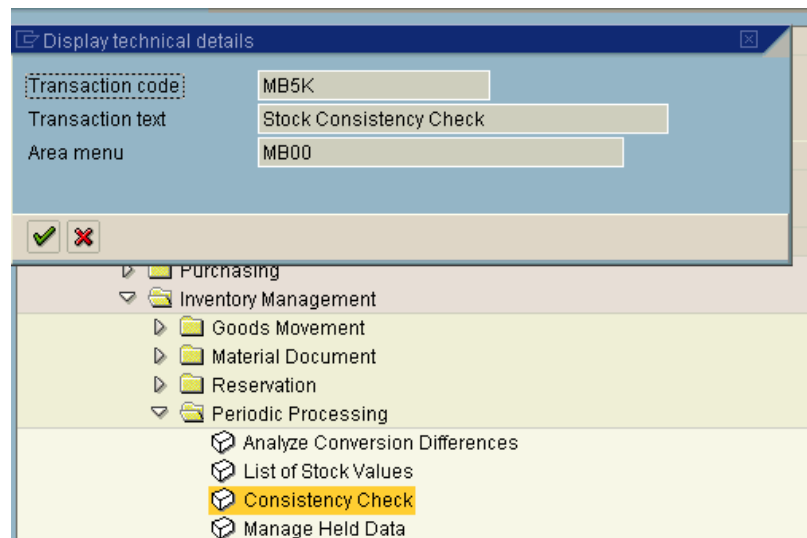 Display technical details
Transaction code MB5K
Transaction text Stock Consistency Check
Area menu MB00
Purchasing
Inventory Management
Goods Movement
Material Document
Reservation
Periodic Processing
Analyze Conversion Differences
List of Stock Values
Consistency Check
Manage Held Data